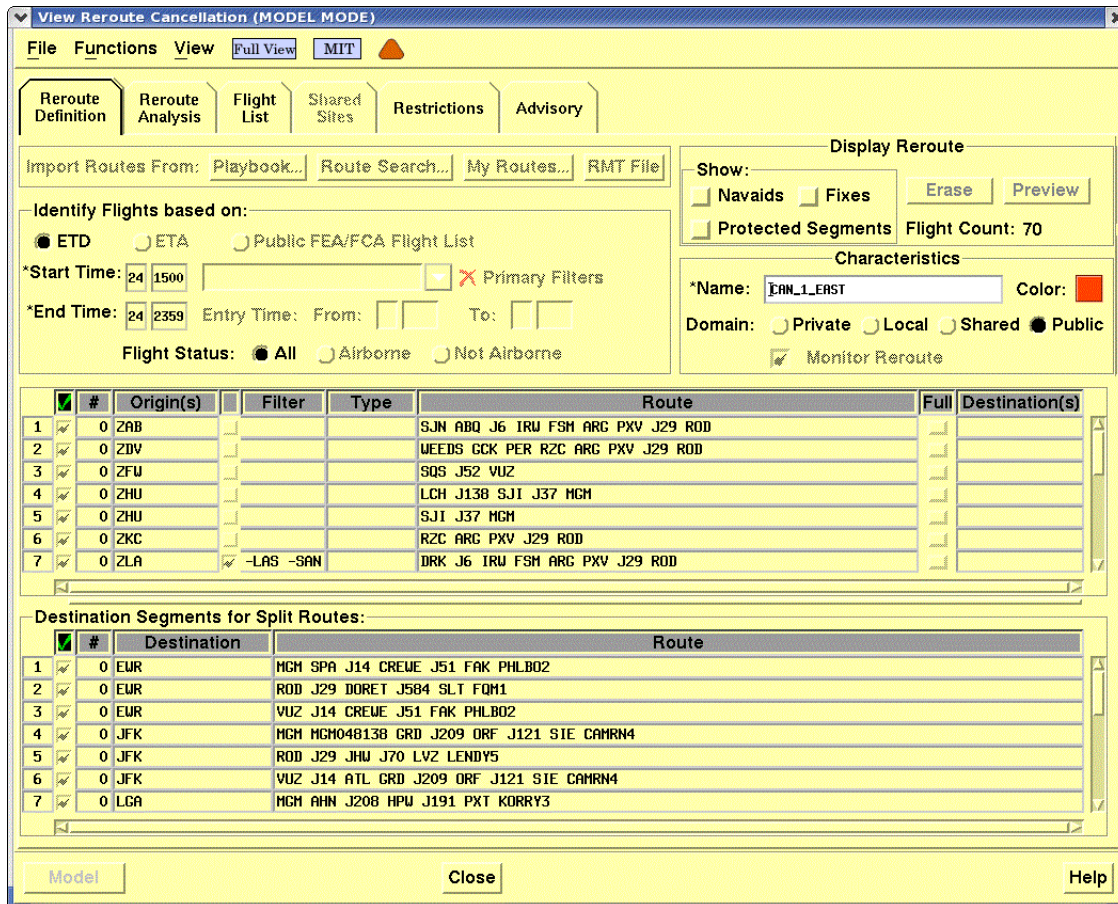 View Reroute Cancellation (MODEL MODE)
File Functions View Full View MIT
Reroute Definition Reroute Analysis Flight List Shared Sites Restrictions Advisory
Import Routes From: Playbook... Route Search... My Routes... RMT File
Display Reroute
Show:
Navaids Fixes Erase Preview
Protected Segments Flight Count: 70
Identify Flights based on:
ETD ETA Public FEA/FCA Flight List
*Start Time: 24 1500 Primary Filters
*End Time: 24 2359 Entry Time: From: To:
Flight Status: All Airborne Not Airborne
Characteristics
*Name: CAN_1_EAST Color:
Domain: Private Local Shared Public
Monitor Reroute
# Origin(s) Filter Type Route Full Destination(s)
1 0 ZAB SJN ABQ J6 IRW FSM ARG PXV J29 ROD
2 0 ZDV WEEDS GCK PER RZC ARG PXV J29 ROD
3 0 ZFW SQS J52 VUZ
4 0 ZHU LCH J138 SJI J37 MGM
5 0 ZHU SJI J37 MGM
6 0 ZKC RZC ARG PXV J29 ROD
7 0 ZLA -LAS -SAN DRK J6 IRW FSM ARG PXV J29 ROD
Destination Segments for Split Routes:
# Destination Route
1 0 EWR MGM SPA J14 CREWE J51 FAK PHLBO2
2 0 EWR ROD J29 DORET J584 SLT FQM1
3 0 EWR VUZ J14 CREWE J51 FAK PHLBO2
4 0 JFK MGM MGM048138 GRD J209 ORF J121 SIE CAMRN4
5 0 JFK ROD J29 JHW J70 LVZ LENDY5
6 0 JFK VUZ J14 ATL GRD J209 ORF J121 SIE CAMRN4
7 0 LGA MGM AHN J208 HPW J191 PXT KORRY3
Model Close Help